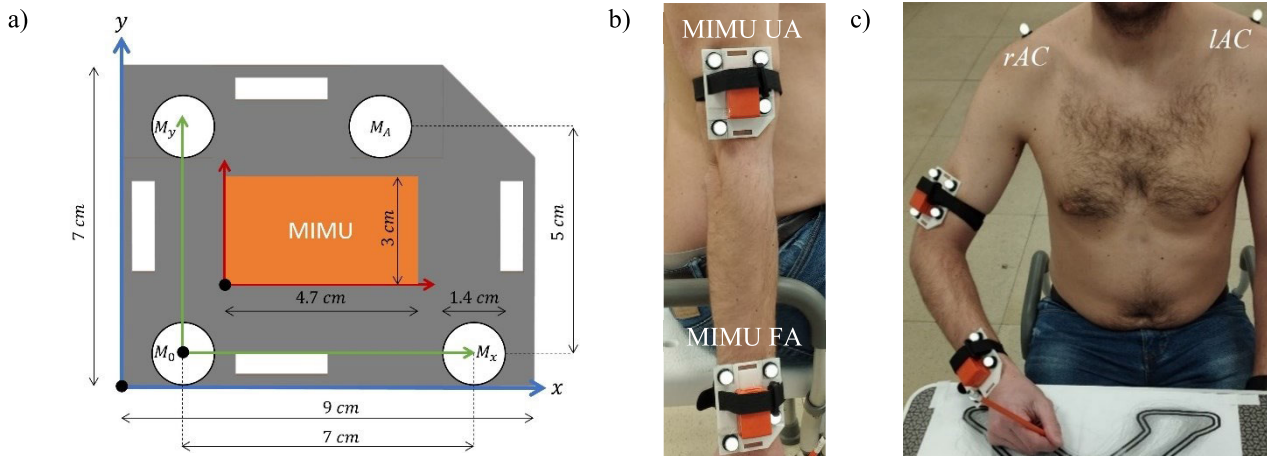 a)
y
7 cm
M_y
M_A
MIMU
3 cm
5 cm
4.7 cm
1.4 cm
M_0
M_x
x
9 cm
7 cm
b)
MIMU UA
MIMU FA
c)
rAC
lAC